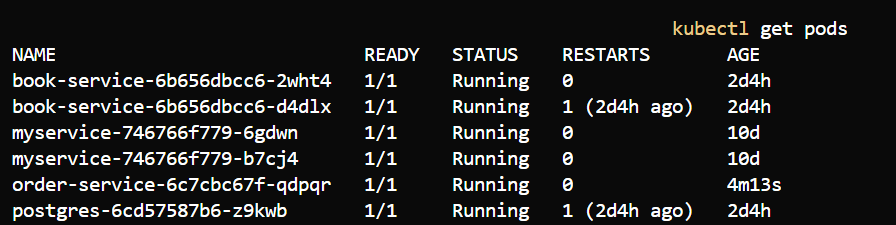 kubectl get pods
NAME READY STATUS RESTARTS AGE
book-service-6b656dbcc6-2wht4 1/1 Running 0 2d4h
book-service-6b656dbcc6-d4dlx 1/1 Running 1 (2d4h ago) 2d4h
myservice-746766f779-6gdwn 1/1 Running 0 10d
myservice-746766f779-b7cj4 1/1 Running 0 10d
order-service-6c7cbc67f-qdpqr 1/1 Running 0 4m13s
postgres-6cd57587b6-z9kwb 1/1 Running 1 (2d4h ago) 2d4h